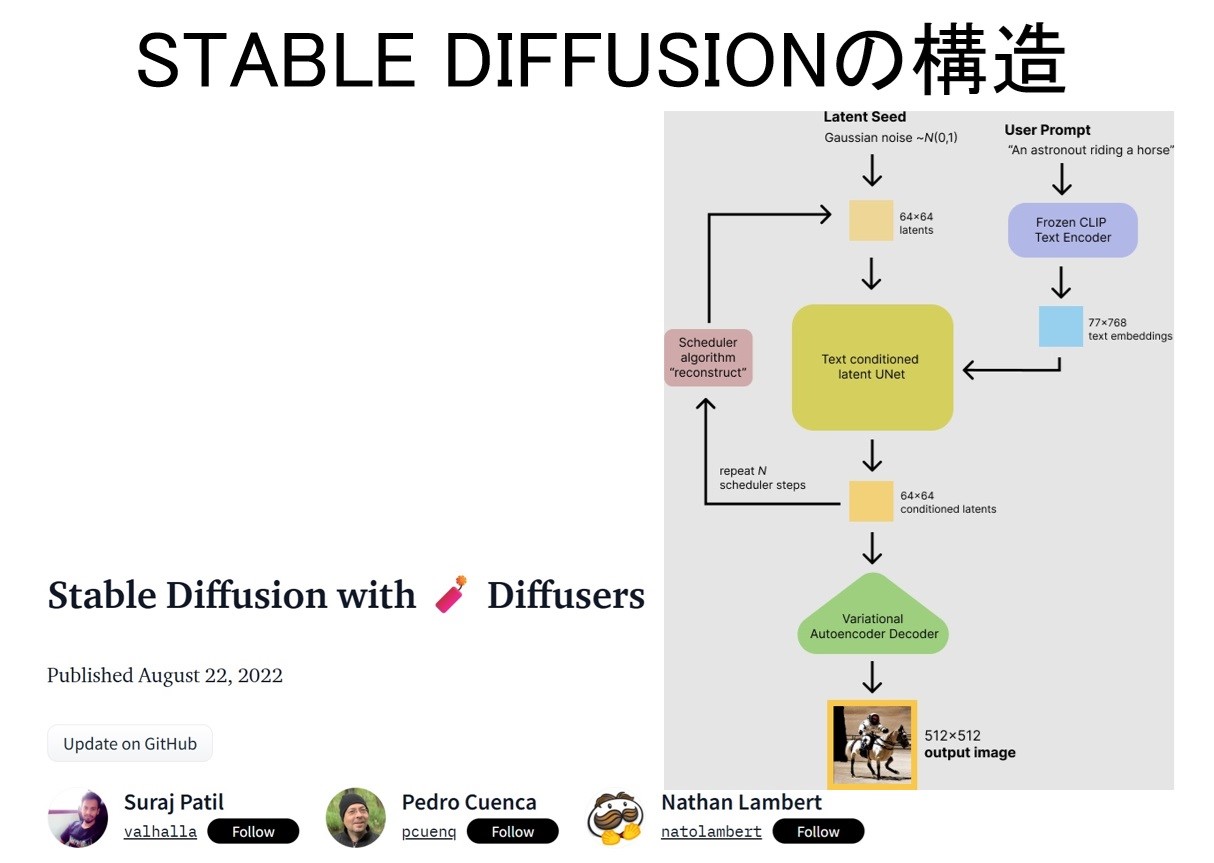 STABLE DIFFUSIONの構造
Latent Seed
Gaussian noise ~N(0,1)
User Prompt
“An astronout riding a horse”
64×64
latents
Frozen CLIP
Text Encoder
77×768
text embeddings
Scheduler
algorithm
“reconstruct”
Text conditioned
latent UNet
repeat N
scheduler steps
64×64
conditioned latents
Variational
Autoencoder Decoder
512×512
output image
Stable Diffusion with 🧨 Diffusers
Published August 22, 2022
Update on GitHub
Suraj Patil
valhalla
Follow
Pedro Cuenca
pcuenq
Follow
Nathan Lambert
natolambert
Follow